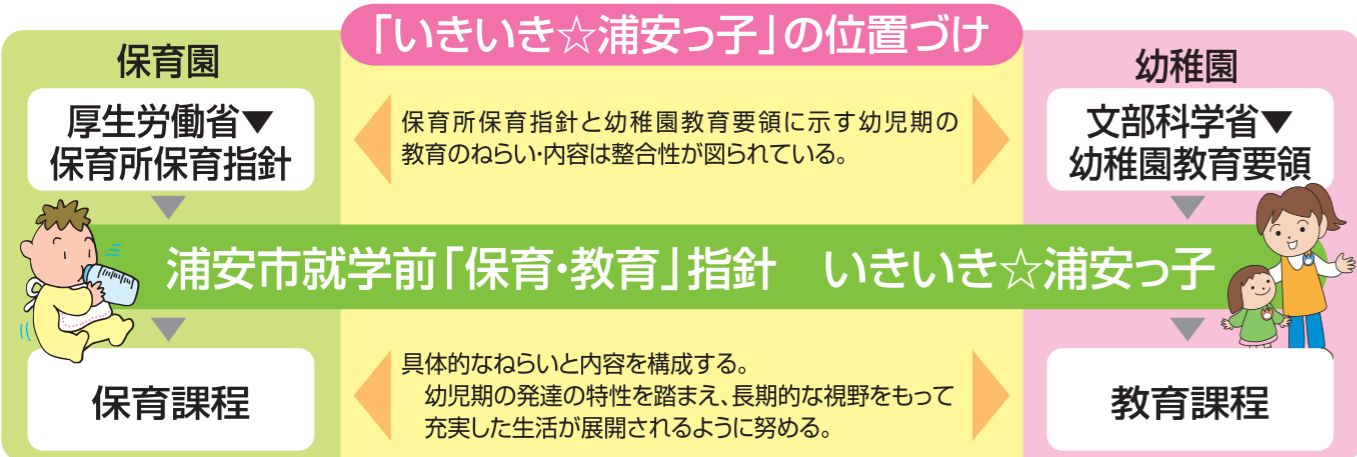 「いきいき☆浦安っ子」の位置づけ
保育園
厚生労働省▼
保育所保育指針
保育所保育指針と幼稚園教育要領に示す幼児期の
教育のねらい・内容は整合性が図られている。
幼稚園
文部科学省▼
幼稚園教育要領
浦安市就学前「保育・教育」指針　いきいき☆浦安っ子
保育課程
具体的なねらいと内容を構成する。
幼児期の発達の特性を踏まえ、長期的な視野をもって
充実した生活が展開されるように努める。
教育課程